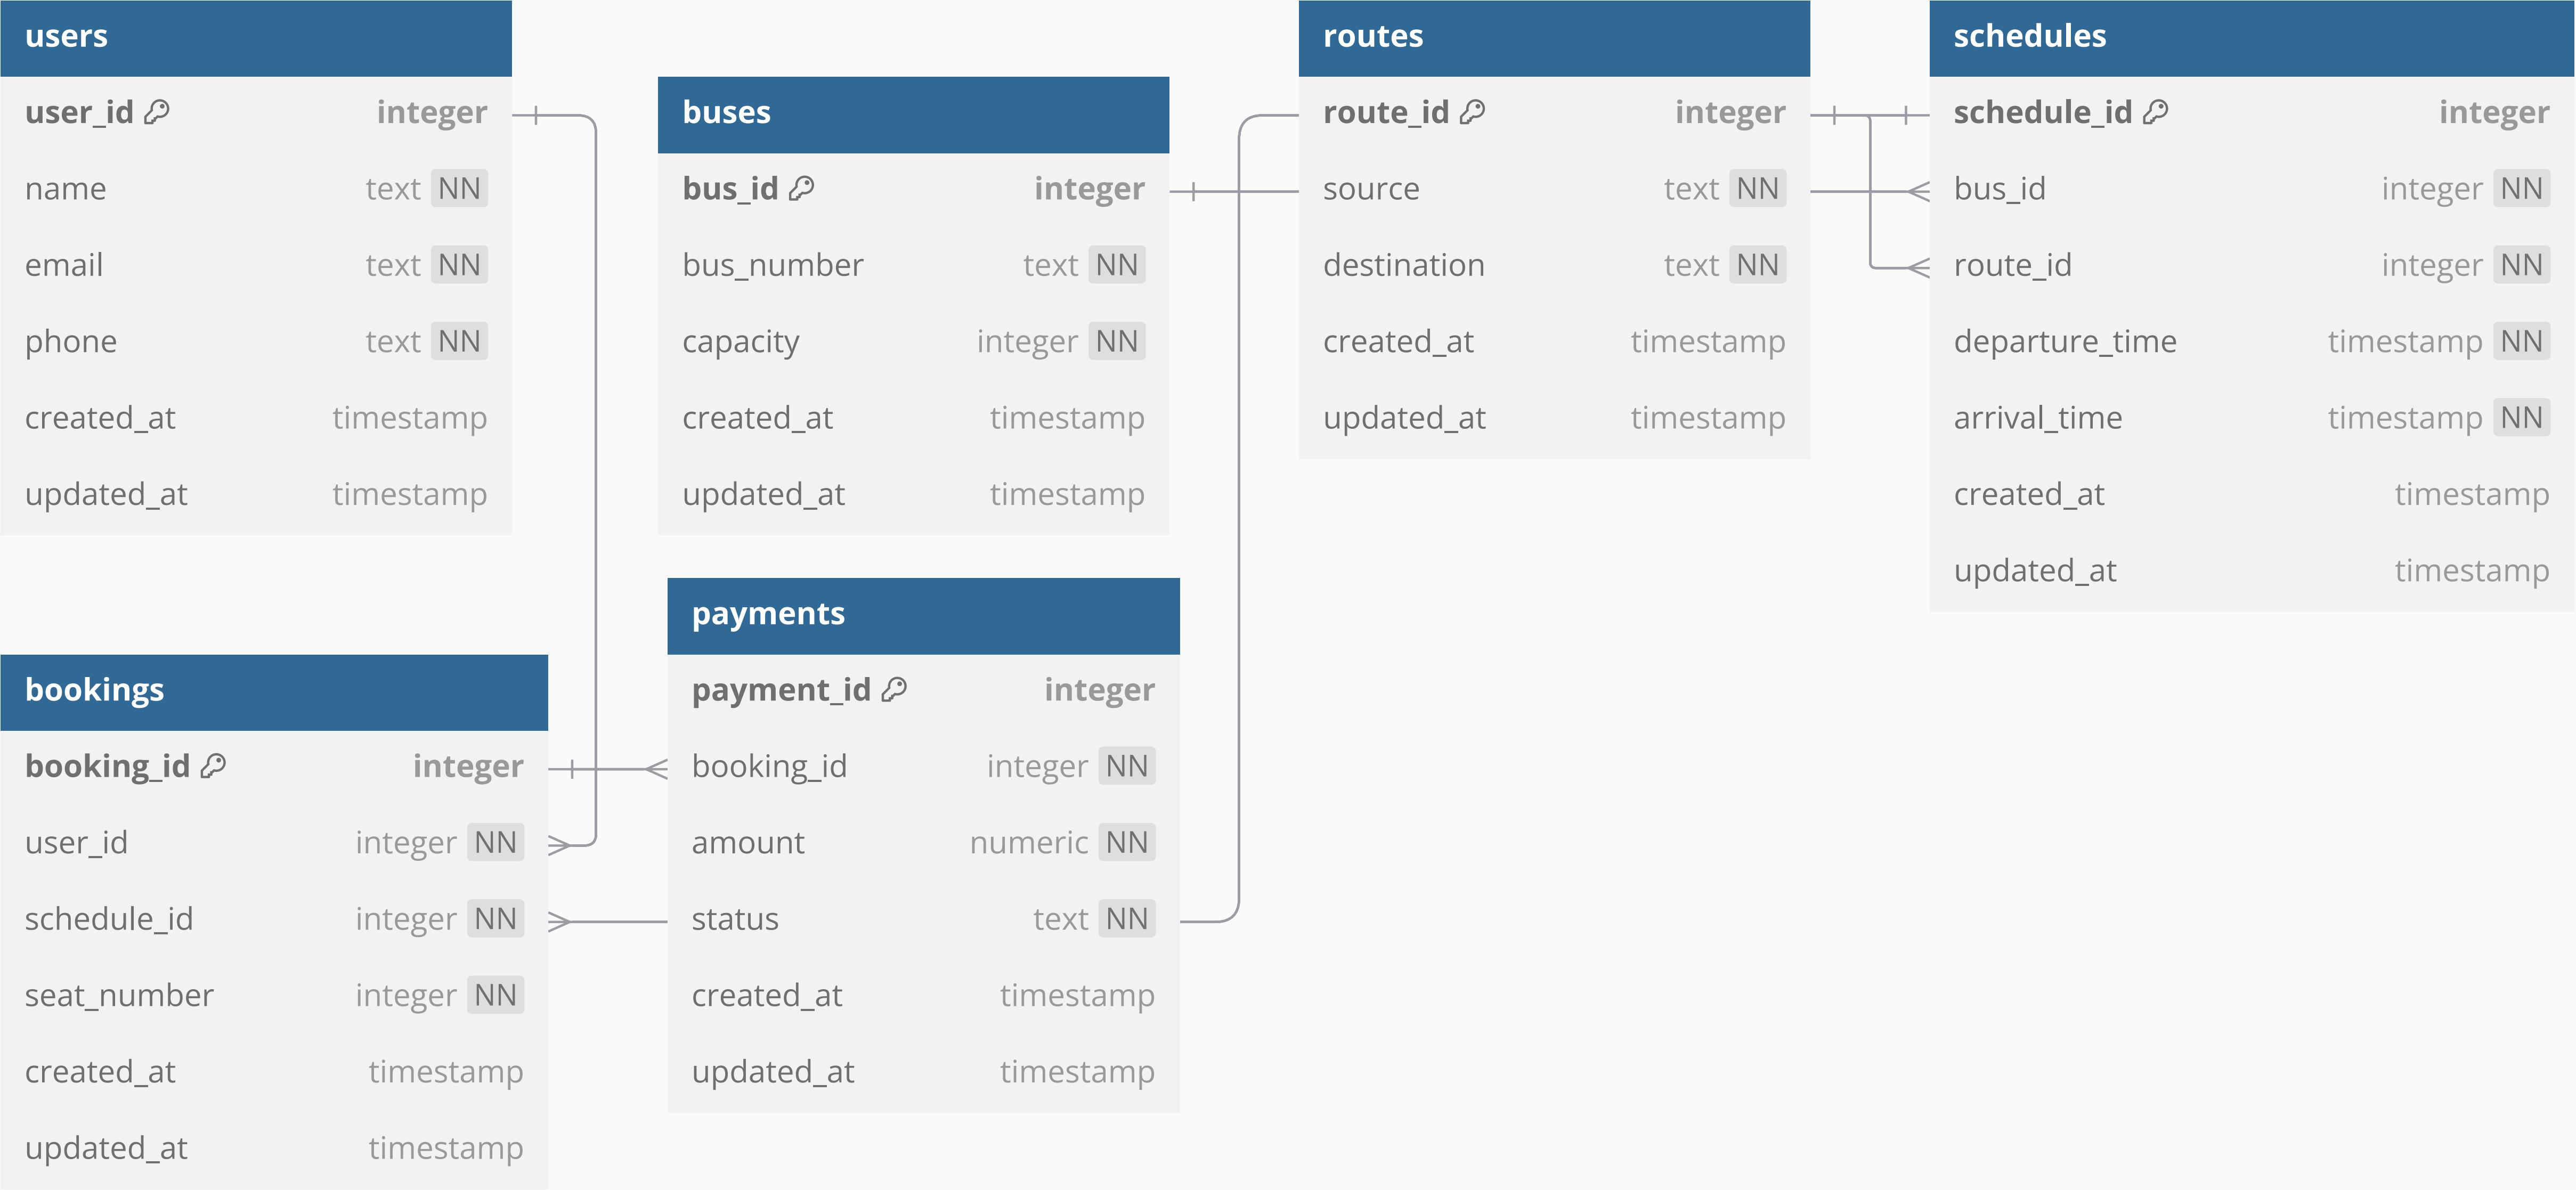 users
user_id integer
name text NN
email text NN
phone text NN
created_at timestamp
updated_at timestamp
buses
bus_id integer
bus_number text NN
capacity integer NN
created_at timestamp
updated_at timestamp
routes
route_id integer
source text NN
destination text NN
created_at timestamp
updated_at timestamp
schedules
schedule_id integer
bus_id integer NN
route_id integer NN
departure_time timestamp NN
arrival_time timestamp NN
created_at timestamp
updated_at timestamp
bookings
booking_id integer
user_id integer NN
schedule_id integer NN
seat_number integer NN
created_at timestamp
updated_at timestamp
payments
payment_id integer
booking_id integer NN
amount numeric NN
status text NN
created_at timestamp
updated_at timestamp